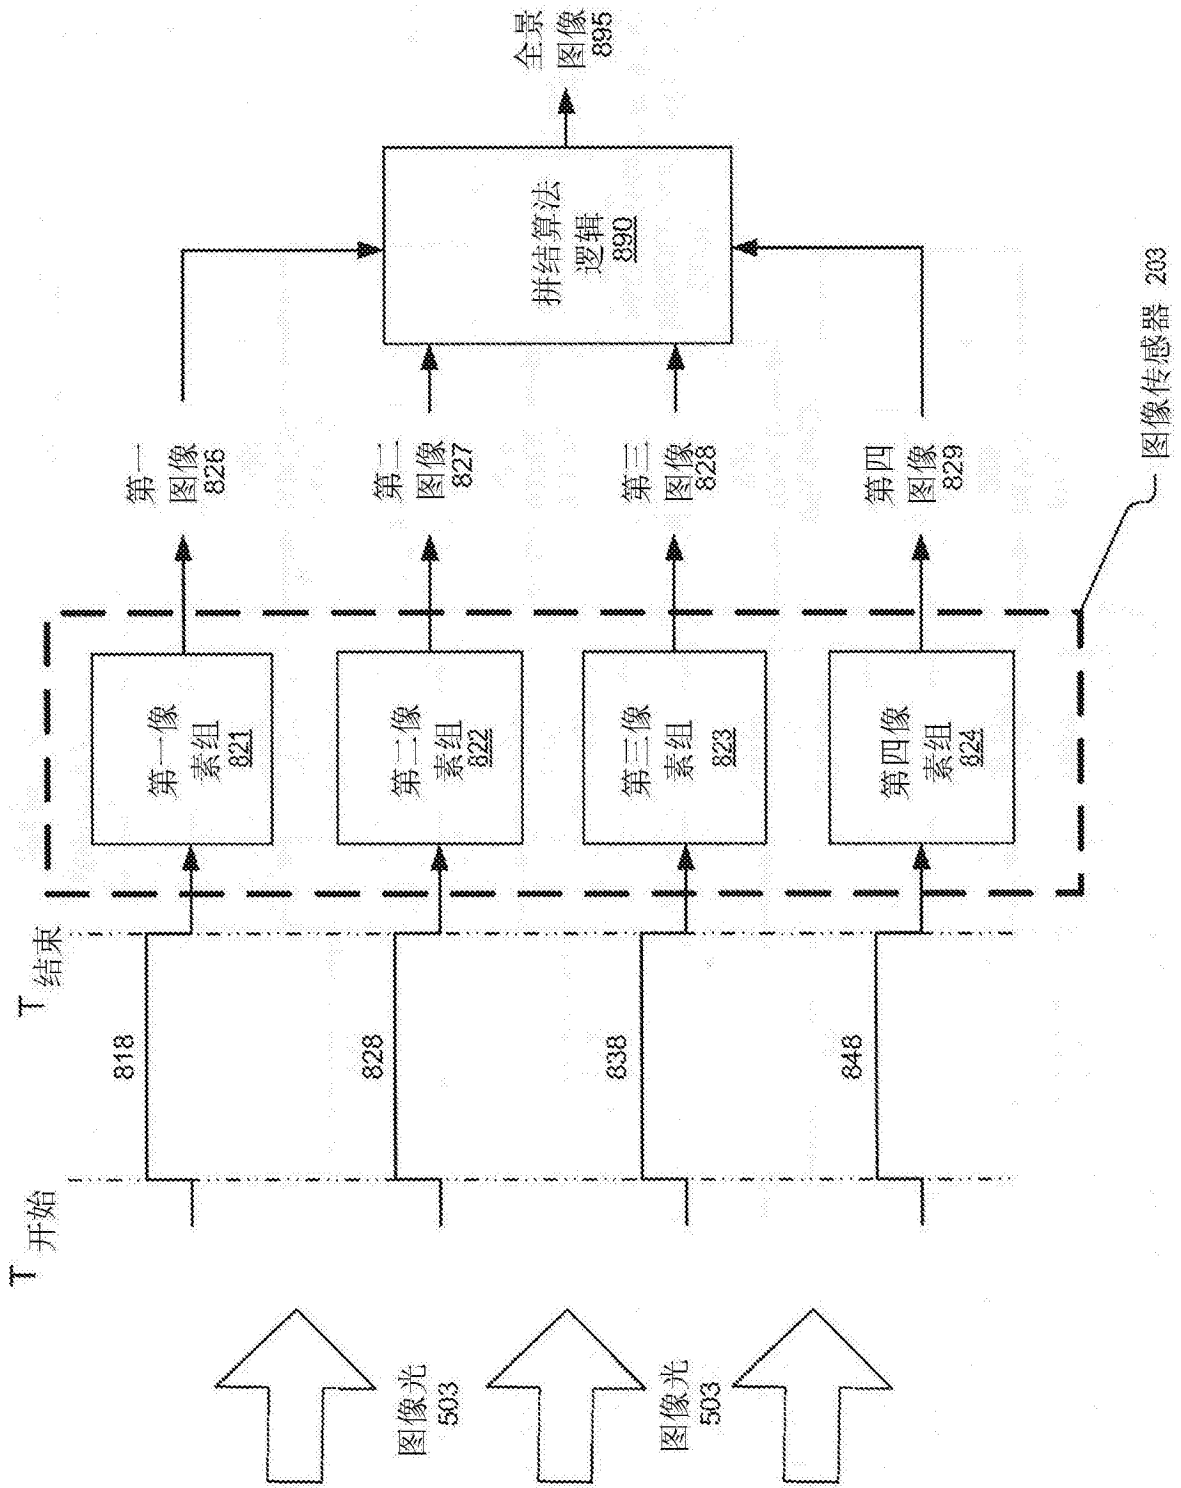 图像光
503
图像光
503
T开始
T结束
818
828
838
848
第一像
素组
821
第二像
素组
822
第三像
素组
823
第四像
素组
824
第一
图像
826
第二
图像
827
第三
图像
828
第四
图像
829
拼结算法
逻辑
890
全景
图像
895
图像传感器 203